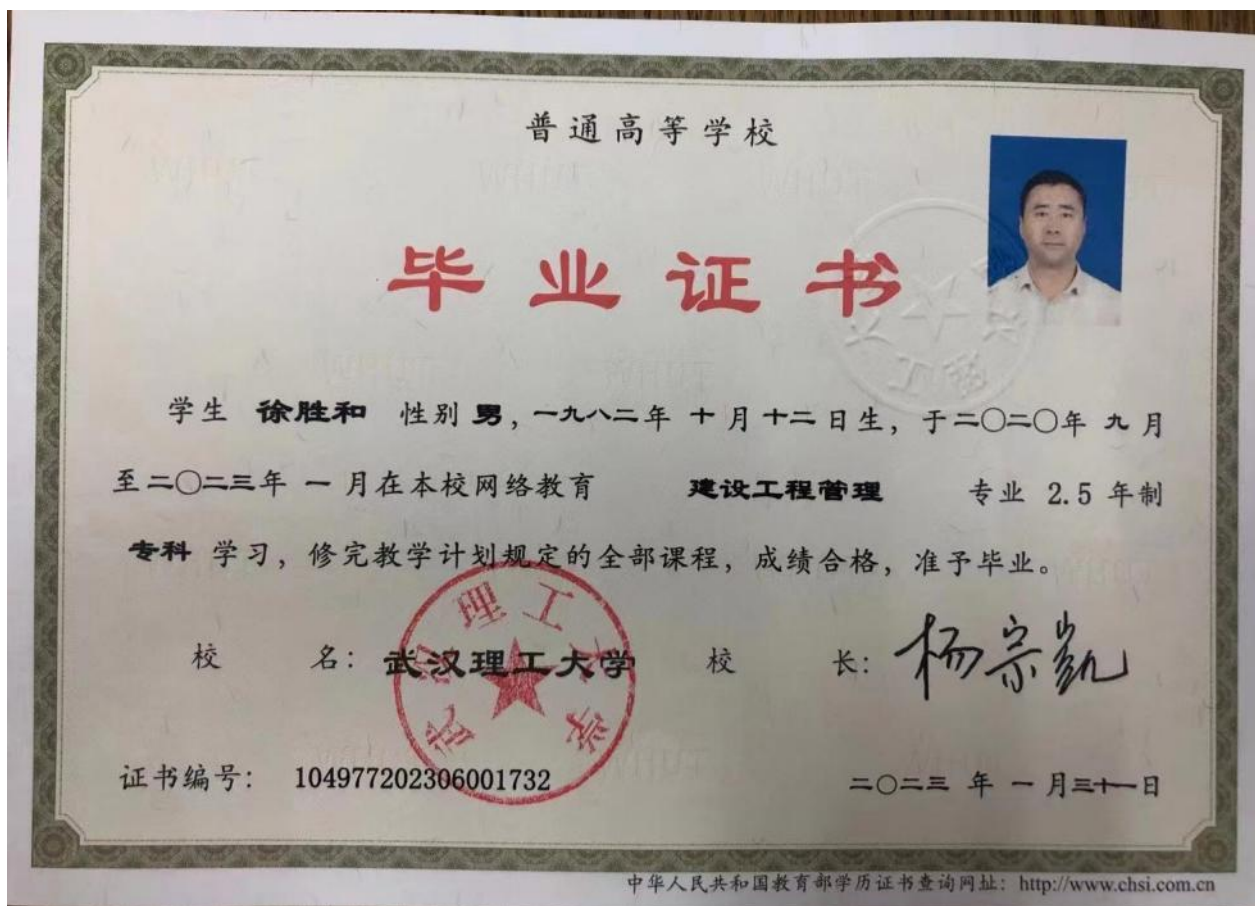 普通高等学校
毕业证书
学生 徐胜和 性别 男，一九八二年 十月十二日生，于二〇二〇年 九月
至二〇二三年 一月在本校网络教育 建设工程管理 专业 2.5 年制
专科 学习，修完教学计划规定的全部课程，成绩合格，准予毕业。
校 名：武汉理工大学 校 长：杨宗凯
武汉理工大学
证书编号： 104977202306001732 二〇二三 年 一 月三十一日
中华人民共和国教育部学历证书查询网址：http://www.chsi.com.cn